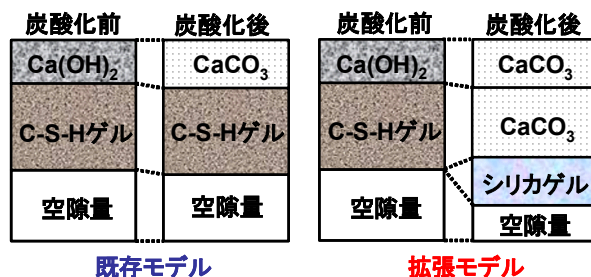 炭酸化前 炭酸化後
Ca(OH)₂ CaCO₃
C-S-Hゲル C-S-Hゲル
空隙量 空隙量
既存モデル
炭酸化前 炭酸化後
Ca(OH)₂ CaCO₃
C-S-Hゲル CaCO₃
シリカゲル
空隙量 空隙量
拡張モデル